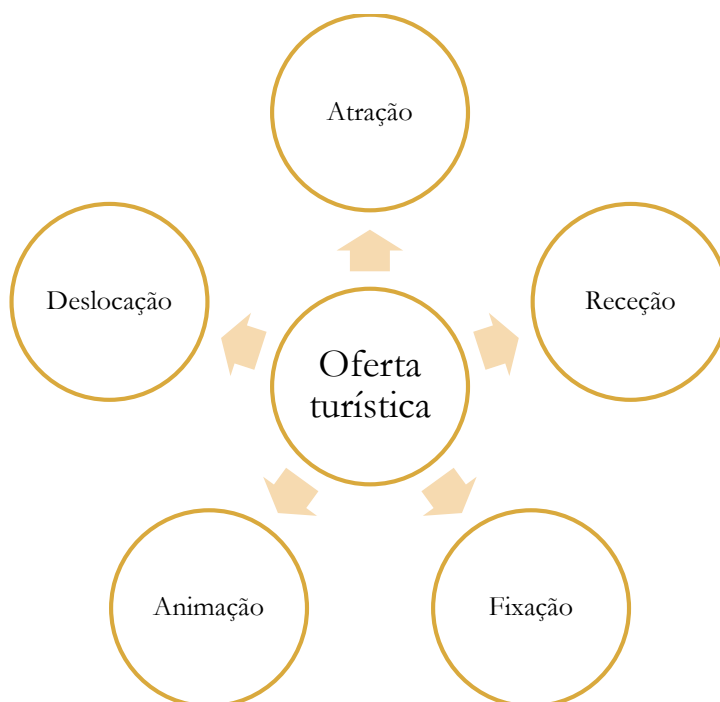 Atração
Deslocação
Receção
Oferta
turística
Animação
Fixação